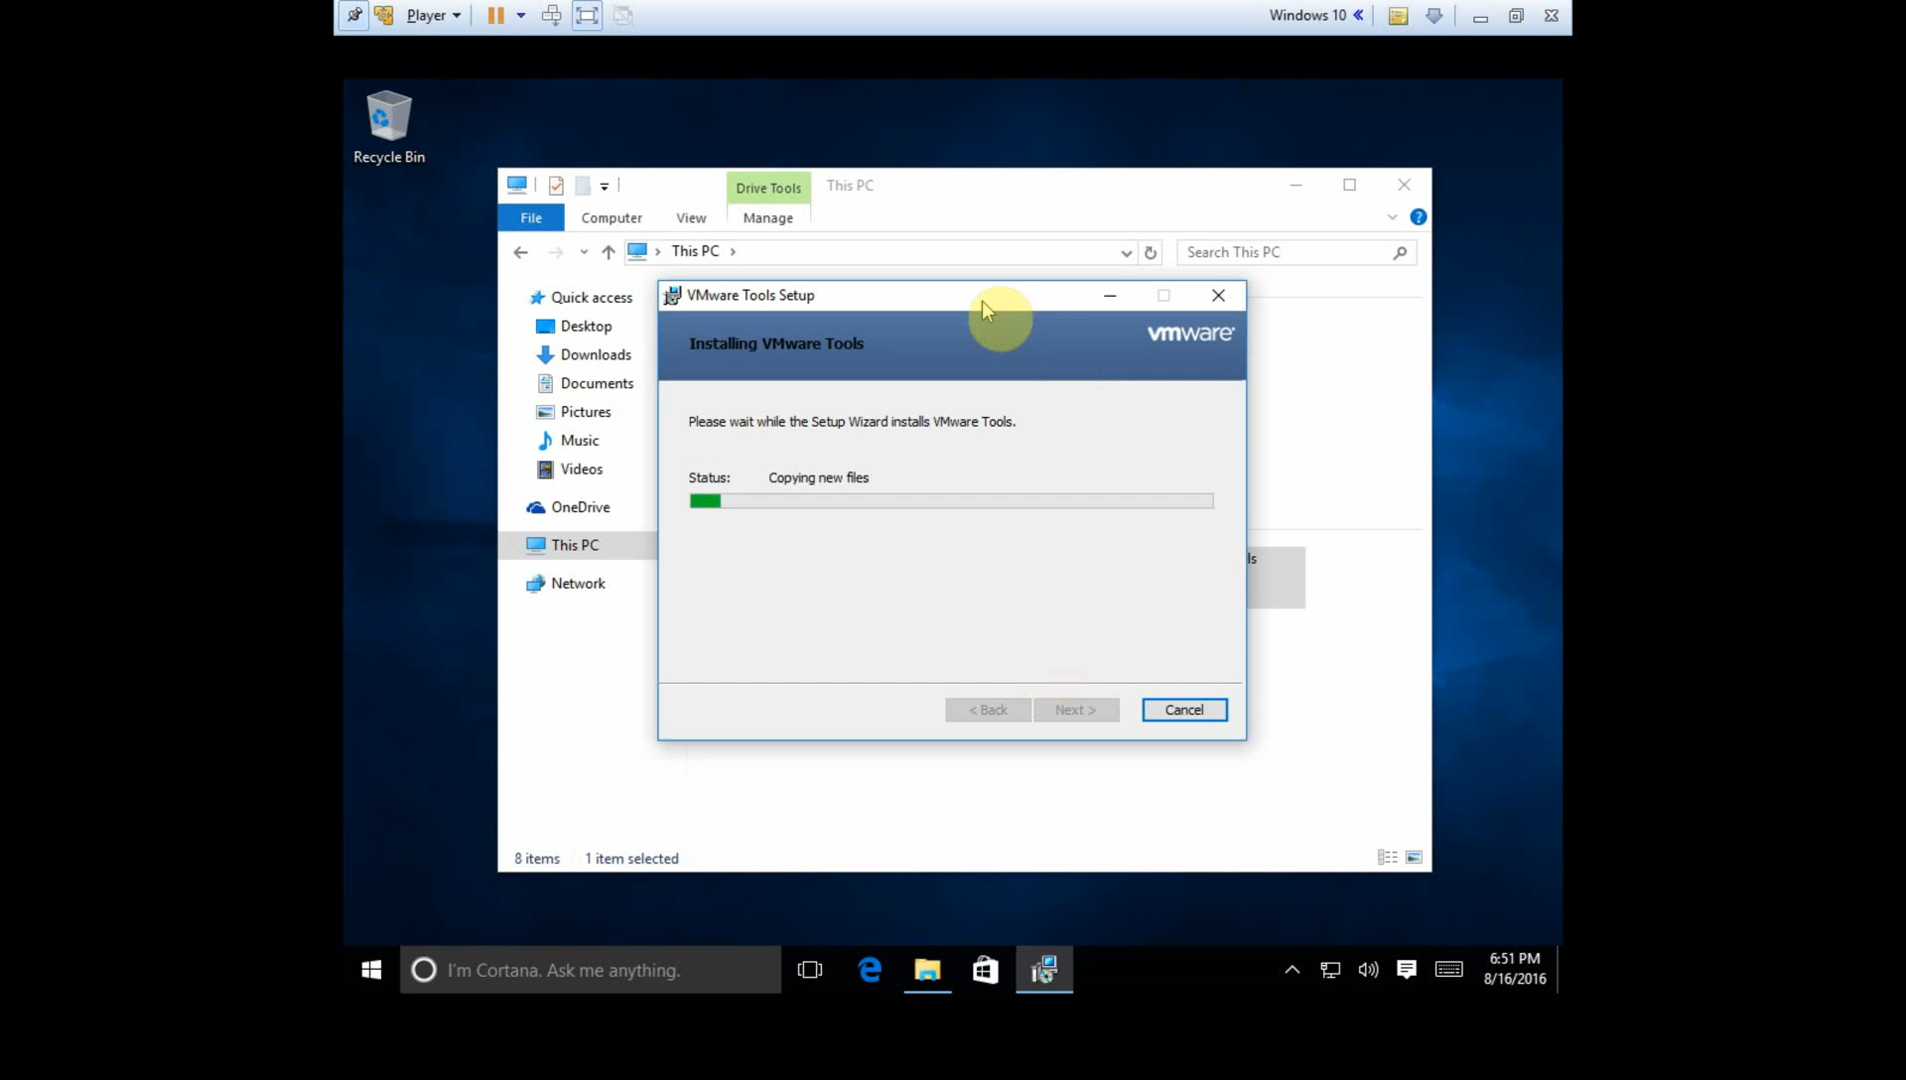 Player
Windows 10
Recycle Bin
Drive Tools
This PC
File
Computer
View
Manage
This PC
Search This PC
Quick access
Desktop
Downloads
Documents
Pictures
Music
Videos
OneDrive
This PC
Network
VMware Tools Setup
vmware
Installing VMware Tools
Please wait while the Setup Wizard installs VMware Tools.
Status: Copying new files
ls
< Back
Next >
Cancel
8 items
1 item selected
I'm Cortana. Ask me anything.
6:51 PM
8/16/2016